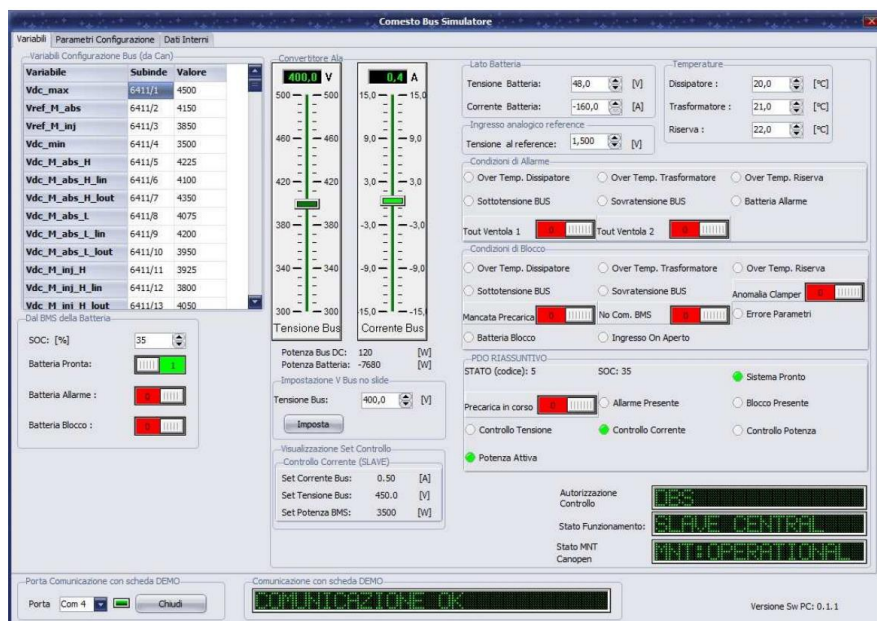 Comesto Bus Simulatore
Variabili Parametri Configurazione Dati Interni
Variabili Configurazione Bus (da Can)
Variabile Subinde Valore
Vdc_max 6411/1 4500
Vref_M_abs 6411/2 4150
Vref_M_inj 6411/3 3850
Vdc_min 6411/4 3500
Vdc_M_abs_H 6411/5 4225
Vdc_M_abs_H_lin 6411/6 4100
Vdc_M_abs_H_lout 6411/7 4350
Vdc_M_abs_L 6411/8 4075
Vdc_M_abs_L_lin 6411/9 4200
Vdc_M_abs_L_lout 6411/10 3950
Vdc_M_inj_H 6411/11 3925
Vdc_M_inj_H_lin 6411/12 3800
Vdc_M_inj_H_lout 6411/13 4050
Dal BMS della Batteria
SOC: [%] 35
Batteria Pronta: 1
Batteria Allarme : 0
Batteria Blocco : 0
Convertitore Ala
400,0 V 0,4 A
500 500 15,0 15,0
460 460 9,0 9,0
420 420 3,0 3,0
380 380 -3,0 -3,0
340 340 -9,0 -9,0
300 300 -15,0 -15,
Tensione Bus Corrente Bus
Potenza Bus DC: 120 [W]
Potenza Batteria: -7680 [W]
Impostazione V Bus no slide
Tensione Bus: 400,0 [V]
Imposta
Visualizzazione Set Controllo
Controllo Corrente (SLAVE)
Set Corrente Bus: 0.50 [A]
Set Tensione Bus: 450.0 [V]
Set Potenza BMS: 3500 [W]
Lato Batteria
Tensione Batteria: 48,0 [V]
Corrente Batteria: -160,0 [A]
Ingresso analogico reference
Tensione al reference: 1,500 [V]
Temperature
Dissipatore : 20,0 [ºC]
Trasformatore : 21,0 [ºC]
Riserva : 22,0 [ºC]
Condizioni di Allarme
Over Temp. Dissipatore Over Temp. Trasformatore Over Temp. Riserva
Sottotensione BUS Sovratensione BUS Batteria Allarme
Tout Ventola 1 0 Tout Ventola 2 0
Condizioni di Blocco
Over Temp. Dissipatore Over Temp. Trasformatore Over Temp. Riserva
Sottotensione BUS Sovratensione BUS Anomalia Clamper 0
Mancata Precarica 0 No Com. BMS 0 Errore Parametri
Batteria Blocco Ingresso On Aperto
PDO RIASSUNTIVO
STATO (codice): 5 SOC: 35 Sistema Pronto
Precarica in corso 0 Allarme Presente Blocco Presente
Controllo Tensione Controllo Corrente Controllo Potenza
Potenza Attiva
Autorizzazione Controllo DBS
Stato Funzionamento: SLAVE CENTRAL
Stato MNT Canopen MNT:OPERATIONAL
Porta Comunicazione con scheda DEMO
Porta Com 4 Chiudi
Comunicazione con scheda DEMO
COMUNICAZIONE OK
Versione Sw PC: 0.1.1